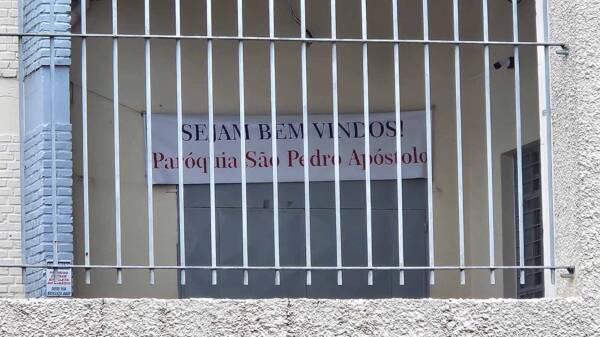 SEJAM BEM VINDOS!
Paróquia São Pedro Apóstolo